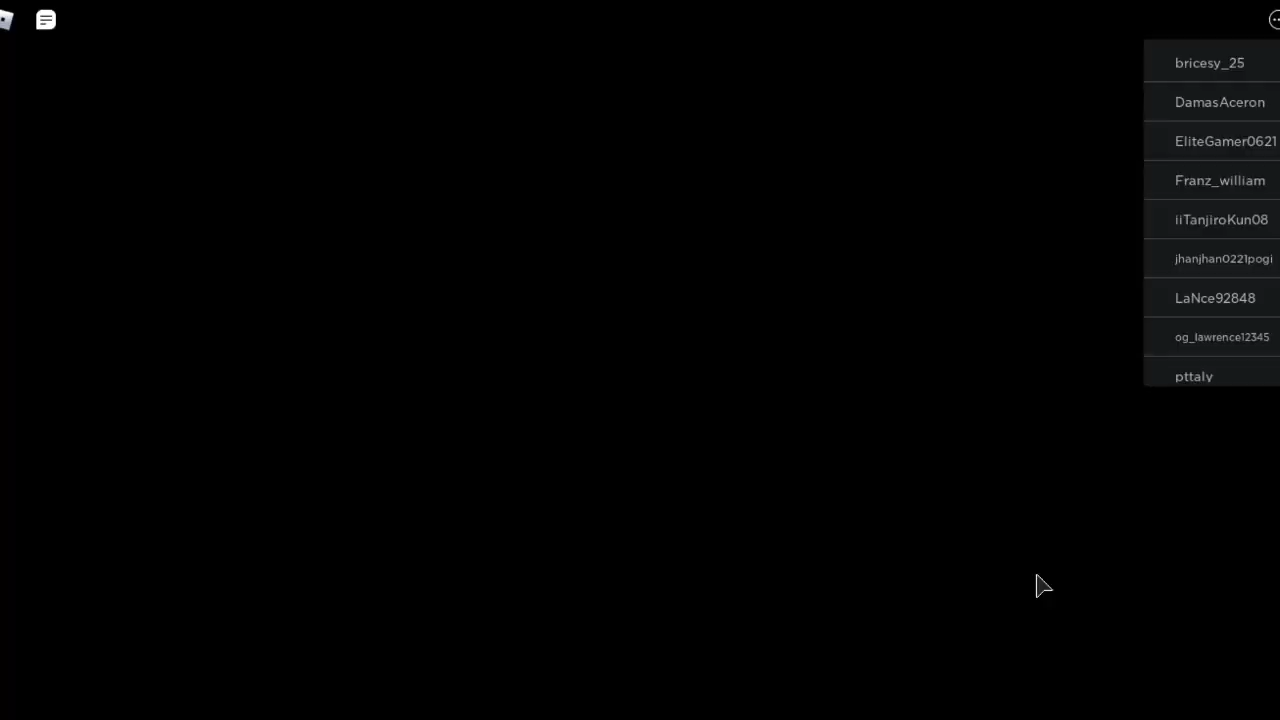 bricesy_25
DamasAceron
EliteGamer0621
Franz_william
iiTanjiroKun08
jhanjhan0221pogi
LaNce92848
og_lawrence12345
pttaly